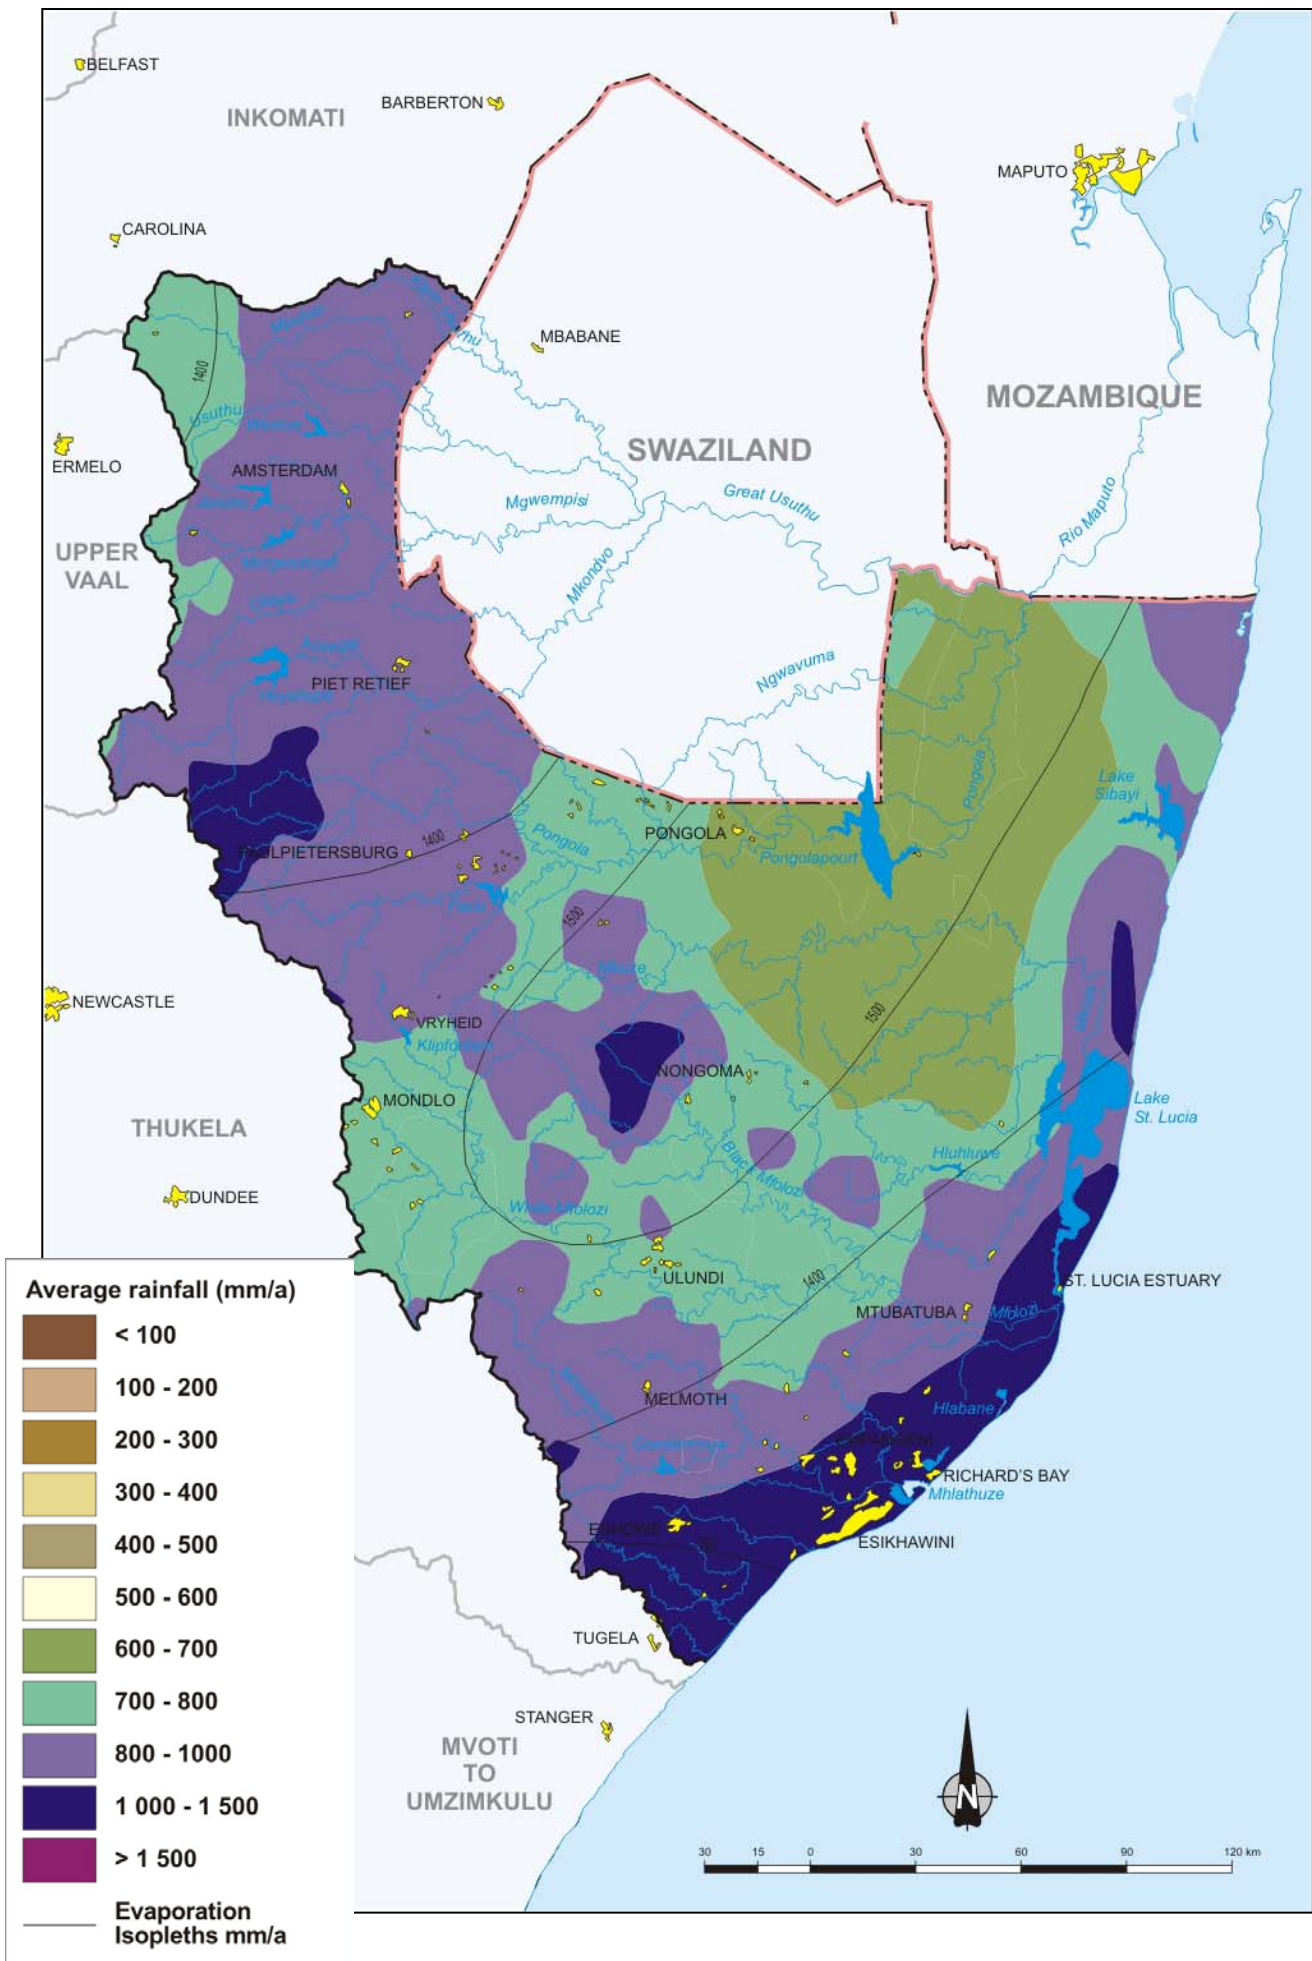 BELFAST
INKOMATI
BARBERTON
MAPUTO
CAROLINA
MBABANE
1400
MOZAMBIQUE
Usuthu
SWAZILAND
ERMELO
AMSTERDAM
Great Usuthu
Mgwempisi
Rio Maputo
UPPER
VAAL
Mkondvo
PIET RETIEF
Ngwavuma
Pongola
Lake
Sibayi
PONGOLA
Pongola
1400
PAULPIETERSBURG
Pongolapoort
1500
NEWCASTLE
VRYHEID
1500
NONGOMA
MONDLO
Lake
St. Lucia
THUKELA
Black Mfolozi
Hluhluwe
DUNDEE
White Mfolozi
ULUNDI
1400
ST. LUCIA ESTUARY
MTUBATUBA
Mfolozi
MELMOTH
Hlabane
RICHARD'S BAY
Mhlathuze
ESIKHAWINI
TUGELA
STANGER
MVOTI
TO
UMZIMKULU
N
30 15 0 30 60 90 120 km
Average rainfall (mm/a)
< 100
100 - 200
200 - 300
300 - 400
400 - 500
500 - 600
600 - 700
700 - 800
800 - 1000
1 000 - 1 500
> 1 500
Evaporation
Isopleths mm/a